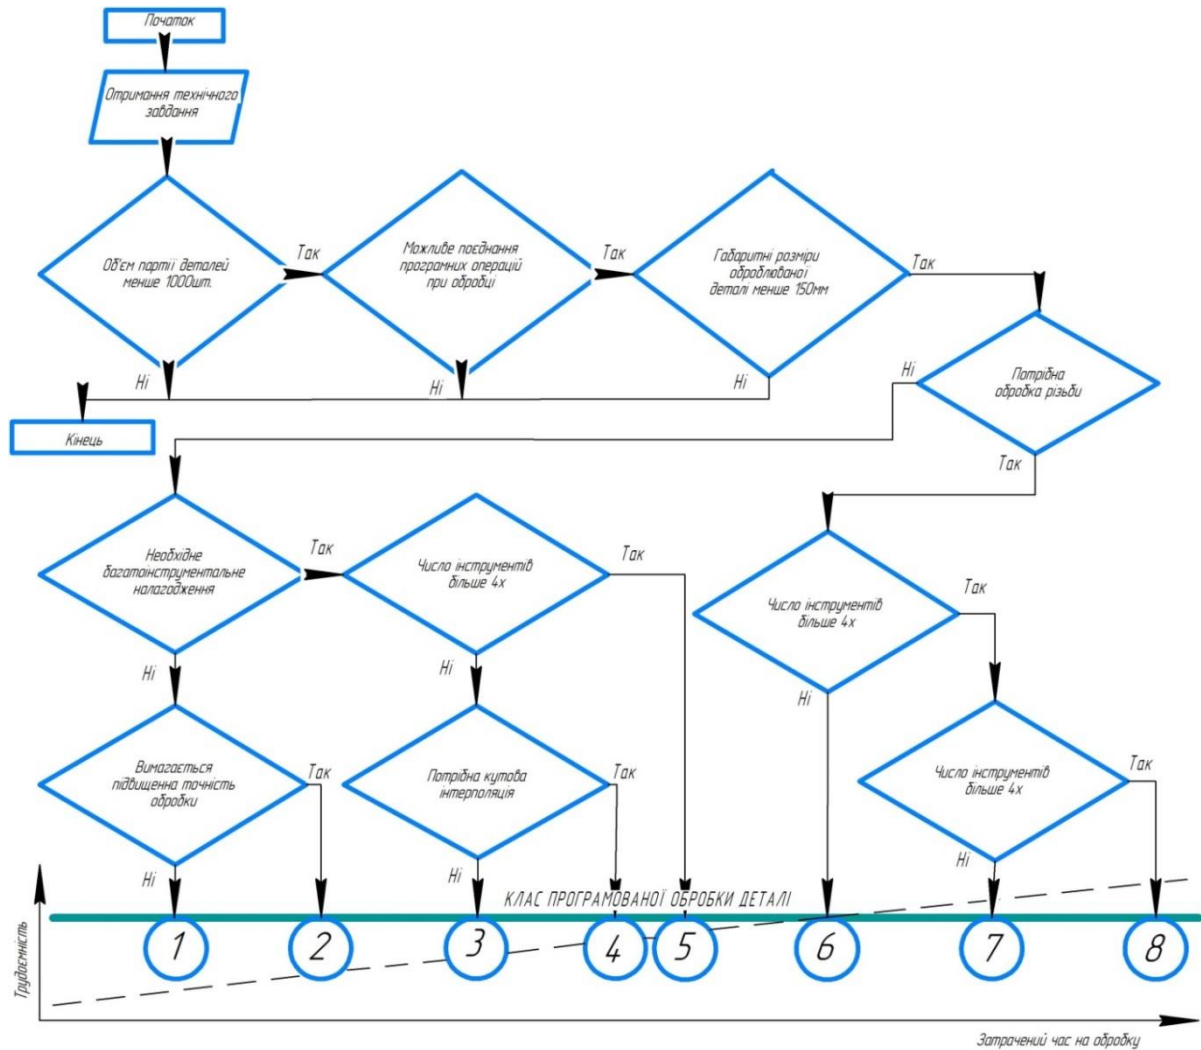 Початок
Отримання технічного
завдання
Об'єм партії деталей
менше 1000шт.
Так
Можливе поєднання
програмних операцій
при обробці
Так
Габаритні розміри
оброблюваної
деталі менше 150мм
Так
Ні
Ні
Ні
Ні
Потрібна
обробка різьби
Кінець
Так
Необхідне
багатоінструментальне
налагодження
Так
Число інструментів
більше 4х
Так
Число інструментів
більше 4х
Так
Ні
Ні
Ні
Вимагається
підвищенна точність
обробки
Так
Потрібна кутова
інтерполяція
Так
Число інструментів
більше 4х
Так
Ні
Ні
Ні
КЛАС ПРОГРАМОВАНОЇ ОБРОБКИ ДЕТАЛІ
1
2
3
4
5
6
7
8
Трудоємність
Затрачений час на обробку